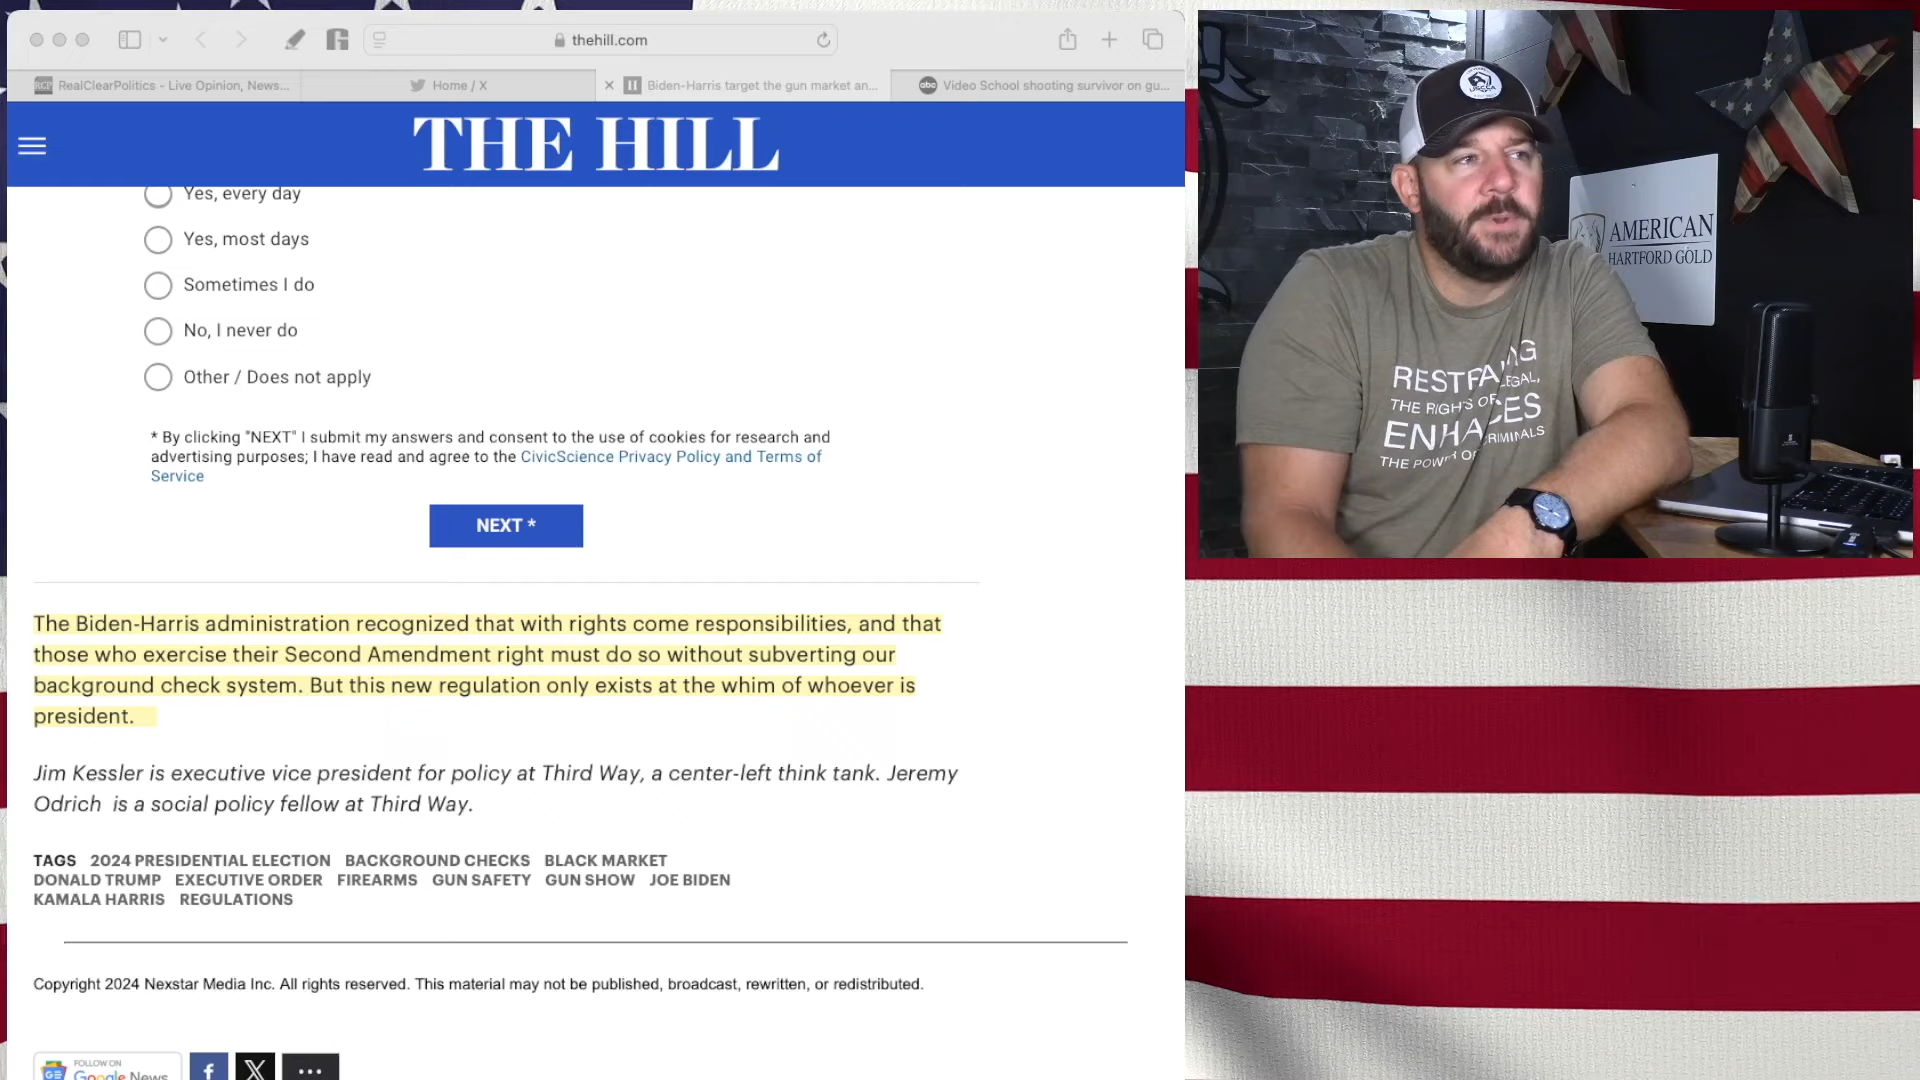 thehill.com
RealClearPolitics - Live Opinion, News...
Home / X
Biden-Harris target the gun market an...
Video School shooting survivor on gu...
THE HILL
Yes, every day
Yes, most days
Sometimes I do
No, I never do
Other / Does not apply
* By clicking "NEXT" I submit my answers and consent to the use of cookies for research and
advertising purposes; I have read and agree to the CivicScience Privacy Policy and Terms of
Service
NEXT *
The Biden-Harris administration recognized that with rights come responsibilities, and that
those who exercise their Second Amendment right must do so without subverting our
background check system. But this new regulation only exists at the whim of whoever is
president.
Jim Kessler is executive vice president for policy at Third Way, a center-left think tank. Jeremy
Odrich is a social policy fellow at Third Way.
TAGS 2024 PRESIDENTIAL ELECTION BACKGROUND CHECKS BLACK MARKET
DONALD TRUMP EXECUTIVE ORDER FIREARMS GUN SAFETY GUN SHOW JOE BIDEN
KAMALA HARRIS REGULATIONS
Copyright 2024 Nexstar Media Inc. All rights reserved. This material may not be published, broadcast, rewritten, or redistributed.
FOLLOW ON
Google News
USCCA
AMERICAN
HARTFORD GOLD
THE RIGHTS OF
THE POWER OF